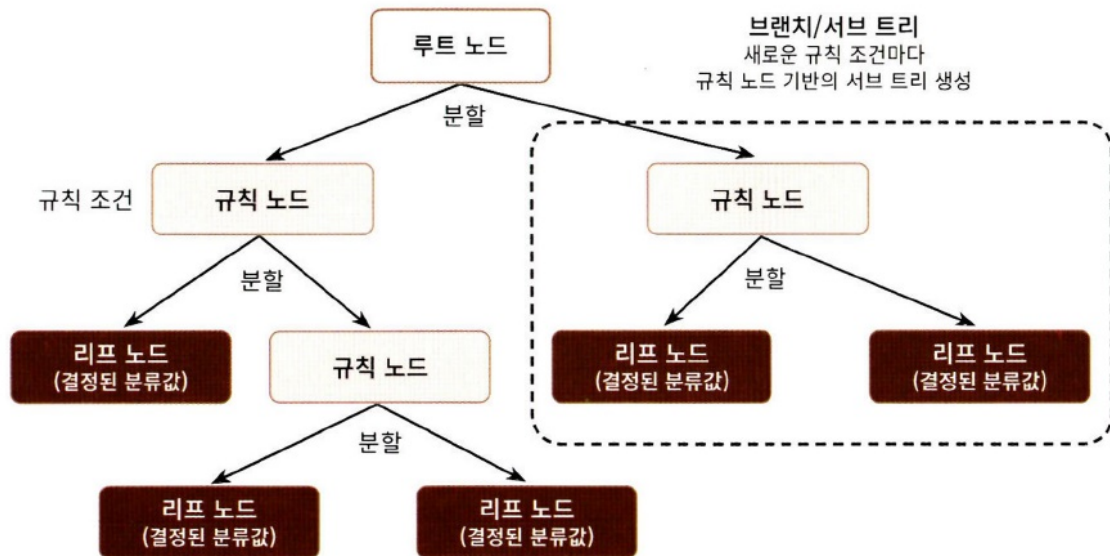 루트 노드
브랜치/서브 트리
새로운 규칙 조건마다
규칙 노드 기반의 서브 트리 생성
분할
규칙 조건
규칙 노드
규칙 노드
분할
분할
리프 노드
(결정된 분류값)
규칙 노드
리프 노드
(결정된 분류값)
리프 노드
(결정된 분류값)
분할
리프 노드
(결정된 분류값)
리프 노드
(결정된 분류값)